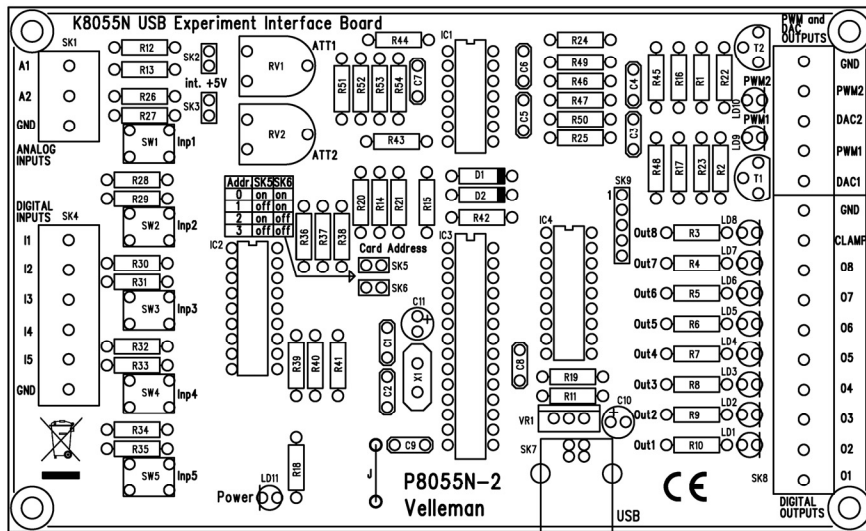 K8055N USB Experiment Interface Board
PWM and
DAC
OUTPUTS
SK1
R12
SK2
ATT1
R44
IC1
R24
T2
GND
A1
R13
RV1
R51
R52
R53
R54
C7
C6
R49
R45
R16
R1
R22
int. +5V
A2
R26
SK3
R46
C4
PWM2
PWM2
LD10
R27
R47
C5
DAC2
GND
SW1
Inp1
RV2
R50
C3
PWM1
LD9
ANALOG
INPUTS
ATT2
R43
R25
R48
R17
R23
R2
PWM1
R28
Addr. SK5 SK6
0 on on
1 off on
2 on off
3 off off
D1
SK9
T1
DAC1
DIGITAL
INPUTS
R29
R20
R14
R21
R15
D2
1
SK4
SW2
Inp2
R36
R37
R38
R42
GND
I1
IC2
Card Address
IC3
IC4
Out8
R3
LD8
CLAMP
I2
R30
SK5
Out7
R4
LD7
O8
R31
SK6
I3
SW3
Inp3
Out6
R5
LD6
O7
C11
+
I4
R32
C1
Out5
R6
LD5
O6
I5
R33
R39
R40
R41
X1
C8
Out4
R7
LD4
O5
GND
SW4
Inp4
C2
R19
Out3
R8
LD3
O4
R11
C10
+
R34
VR1
Out2
R9
LD2
O3
R35
R18
J
C9
SK7
Out1
R10
LD1
O2
SW5
Inp5
LD11
Power
P8055N-2
Velleman
USB
CE
SK8
O1
DIGITAL
OUTPUTS